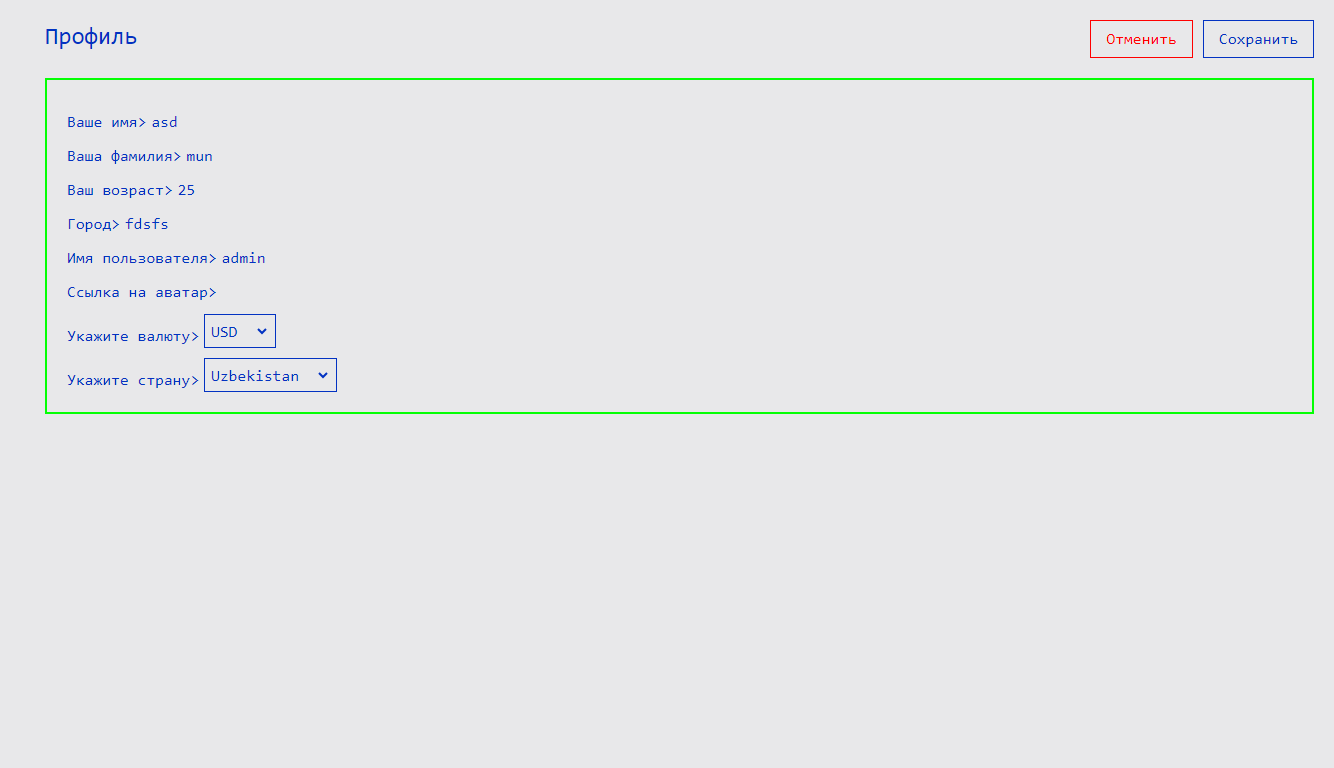 Профиль
Отменить
Сохранить
Ваше имя> asd
Ваша фамилия> mun
Ваш возраст> 25
Город> fdsfs
Имя пользователя> admin
Ссылка на аватар>
Укажите валюту> USD
Укажите страну> Uzbekistan